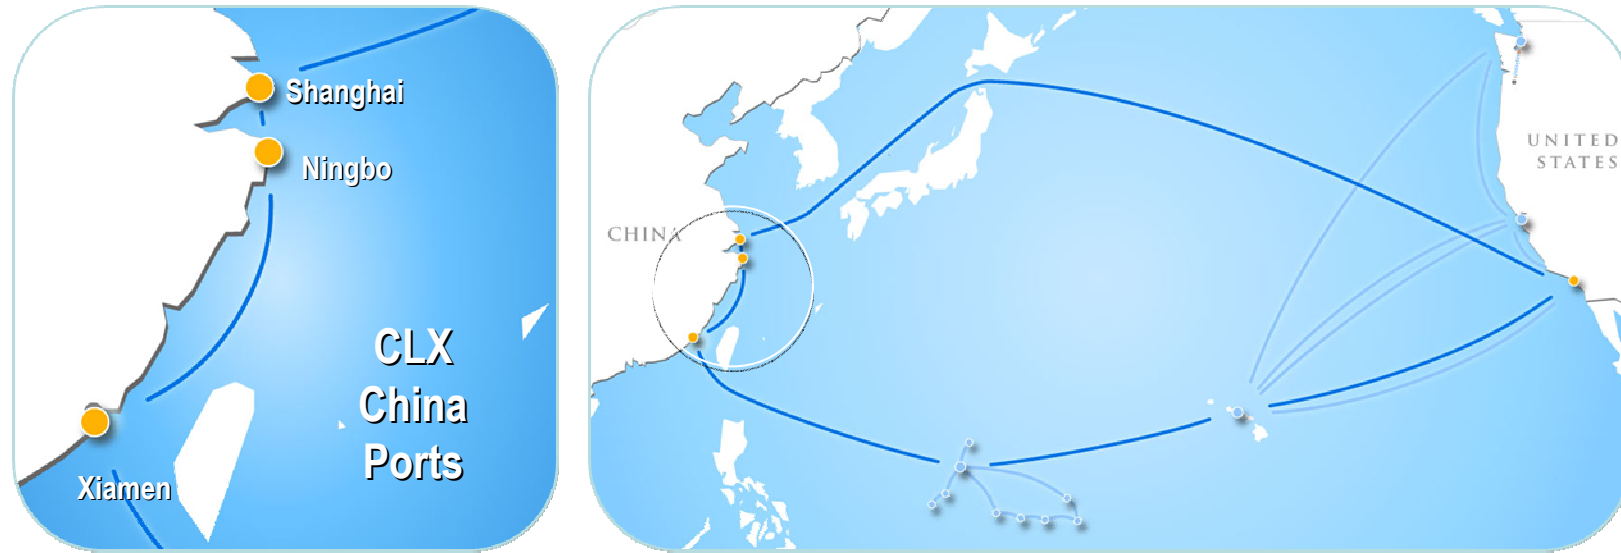 Shanghai
Ningbo
CLX
China
Ports
Xiamen
CHINA
UNITED
STATES